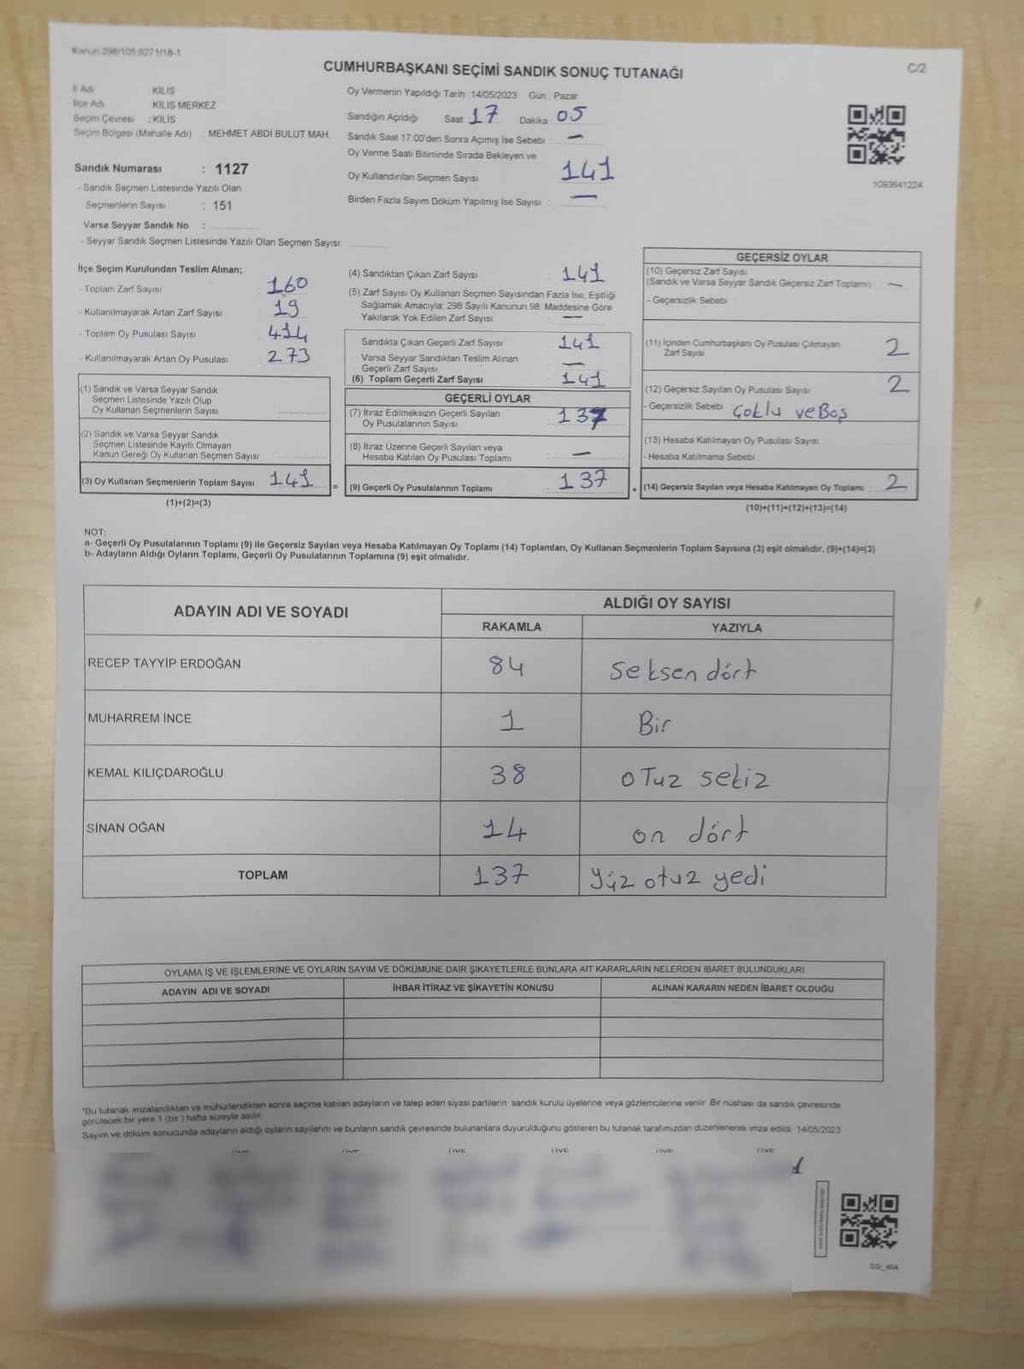 Kanun:298/105;6271/18-1
C/2
CUMHURBAŞKANI SEÇİMİ SANDIK SONUÇ TUTANAĞI
İl Adı KİLİS
İlçe Adı KİLİS MERKEZ
Seçim Çevresi :KİLİS
Seçim Bölgesi (Mahalle Adı) : MEHMET ABDİ BULUT MAH.
Sandık Numarası : 1127
- Sandık Seçmen Listesinde Yazılı Olan
Seçmenlerin Sayısı : 151
Varsa Seyyar Sandık No :
- Seyyar Sandık Seçmen Listesinde Yazılı Olan Seçmen Sayısı:
Oy Vermenin Yapıldığı Tarih :14/05/2023 Gün : Pazar
Sandığın Açıldığı Saat 17 Dakika 05
Sandık Saat 17:00'den Sonra Açılmış İse Sebebi : —
Oy Verme Saati Bitiminde Sırada Bekleyen ve
Oy Kullandırılan Seçmen Sayısı 141
Birden Fazla Sayım Döküm Yapılmış İse Sayısı : —
1093641224
İlçe Seçim Kurulundan Teslim Alınan;
- Toplam Zarf Sayısı : 160
- Kullanılmayarak Artan Zarf Sayısı : 19
- Toplam Oy Pusulası Sayısı : 414
- Kullanılmayarak Artan Oy Pusulası : 273
(1) Sandık ve Varsa Seyyar Sandık
Seçmen Listesinde Yazılı Olup
Oy Kullanan Seçmenlerin Sayısı
(2) Sandık ve Varsa Seyyar Sandık
Seçmen Listesinde Kayıtlı Olmayan
Kanun Gereği Oy Kullanan Seçmen Sayısı
(3) Oy Kullanan Seçmenlerin Toplam Sayısı : 141
(1)+(2)=(3)
(4) Sandıktan Çıkan Zarf Sayısı : 141
(5) Zarf Sayısı Oy Kullanan Seçmen Sayısından Fazla İse, Eşitliği
Sağlamak Amacıyla; 298 Sayılı Kanunun 98. Maddesine Göre
Yakılarak Yok Edilen Zarf Sayısı —
Sandıkta Çıkan Geçerli Zarf Sayısı : 141
Varsa Seyyar Sandıktan Teslim Alınan
Geçerli Zarf Sayısı : —
(6) Toplam Geçerli Zarf Sayısı : 141
GEÇERLİ OYLAR
(7) İtiraz Edilmeksizin Geçerli Sayılan
Oy Pusulalarının Sayısı : 137
(8) İtiraz Üzerine Geçerli Sayılan veya
Hesaba Katılan Oy Pusulası Toplamı : —
= (9) Geçerli Oy Pusulalarının Toplamı : 137
GEÇERSİZ OYLAR
(10) Geçersiz Zarf Sayısı
(Sandık ve Varsa Seyyar Sandık Geçersiz Zarf Toplamı) : —
- Geçersizlik Sebebi :
(11) İçinden Cumhurbaşkanı Oy Pusulası Çıkmayan
Zarf Sayısı 2
(12) Geçersiz Sayılan Oy Pusulası Sayısı 2
- Geçersizlik Sebebi : Çoklu ve Boş
(13) Hesaba Katılmayan Oy Pusulası Sayısı
- Hesaba Katılmama Sebebi :
+ (14) Geçersiz Sayılan veya Hesaba Katılmayan Oy Toplamı : 2
(10)+(11)+(12)+(13)=(14)
NOT:
a- Geçerli Oy Pusulalarının Toplamı (9) ile Geçersiz Sayılan veya Hesaba Katılmayan Oy Toplamı (14) Toplamları, Oy Kullanan Seçmenlerin Toplam Sayısına (3) eşit olmalıdır. (9)+(14)=(3)
b- Adayların Aldığı Oyların Toplamı, Geçerli Oy Pusulalarının Toplamına (9) eşit olmalıdır.
ADAYIN ADI VE SOYADI
ALDIĞI OY SAYISI
RAKAMLA YAZIYLA
RECEP TAYYİP ERDOĞAN 84 Seksen dört
MUHARREM İNCE 1 Bir
KEMAL KILIÇDAROĞLU 38 oTuz sekiz
SİNAN OĞAN 14 on dört
TOPLAM 137 yüz otuz yedi
OYLAMA İŞ VE İŞLEMLERİNE VE OYLARIN SAYIM VE DÖKÜMÜNE DAİR ŞİKAYETLERLE BUNLARA AİT KARARLARIN NELERDEN İBARET BULUNDUKLARI
ADAYIN ADI VE SOYADI İHBAR İTİRAZ VE ŞİKAYETİN KONUSU ALINAN KARARIN NEDEN İBARET OLDUĞU
"Bu tutanak imzalandıktan ve mühürlendikten sonra seçime katılan adayların ve talep eden siyasi partilerin sandık kurulu üyelerine veya gözlemcilerine verilir. Bir nüshası da sandık çevresinde
görülecek bir yere 1 (bir ) hafta süreyle asılır.
Sayım ve döküm sonucunda adayların aldığı oyların sayılarını ve bunların sandık çevresinde bulunanlara duyurulduğunu gösteren bu tutanak tarafımızdan düzenlenerek imza edildi. 14/05/2023